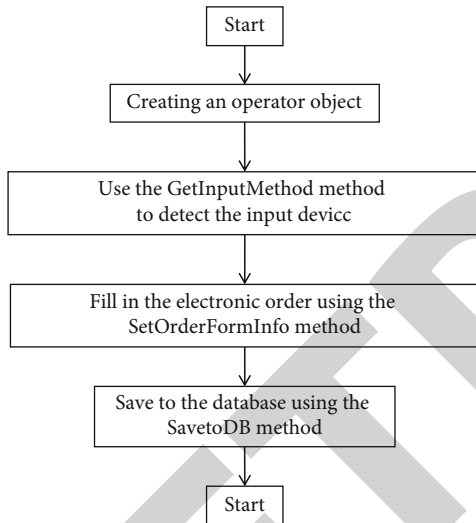 Start
Creating an operator object
Use the GetInputMethod method
to detect the input devicc
Fill in the electronic order using the
SetOrderFormInfo method
Save to the database using the
SavetoDB method
Start